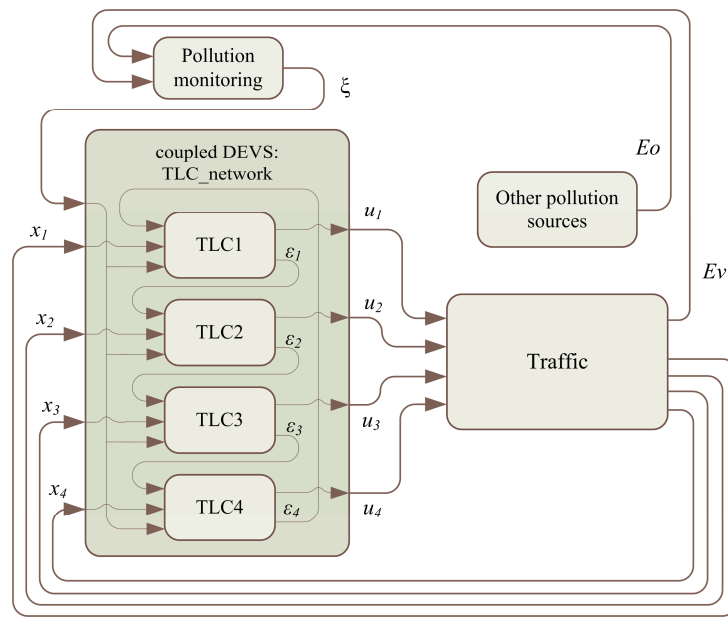 Pollution
monitoring
ξ
Eo
coupled DEVS:
TLC_network
Other pollution
sources
x1
u1
TLC1
ε1
Ev
x2
u2
TLC2
ε2
Traffic
x3
u3
TLC3
ε3
x4
u4
TLC4
ε4